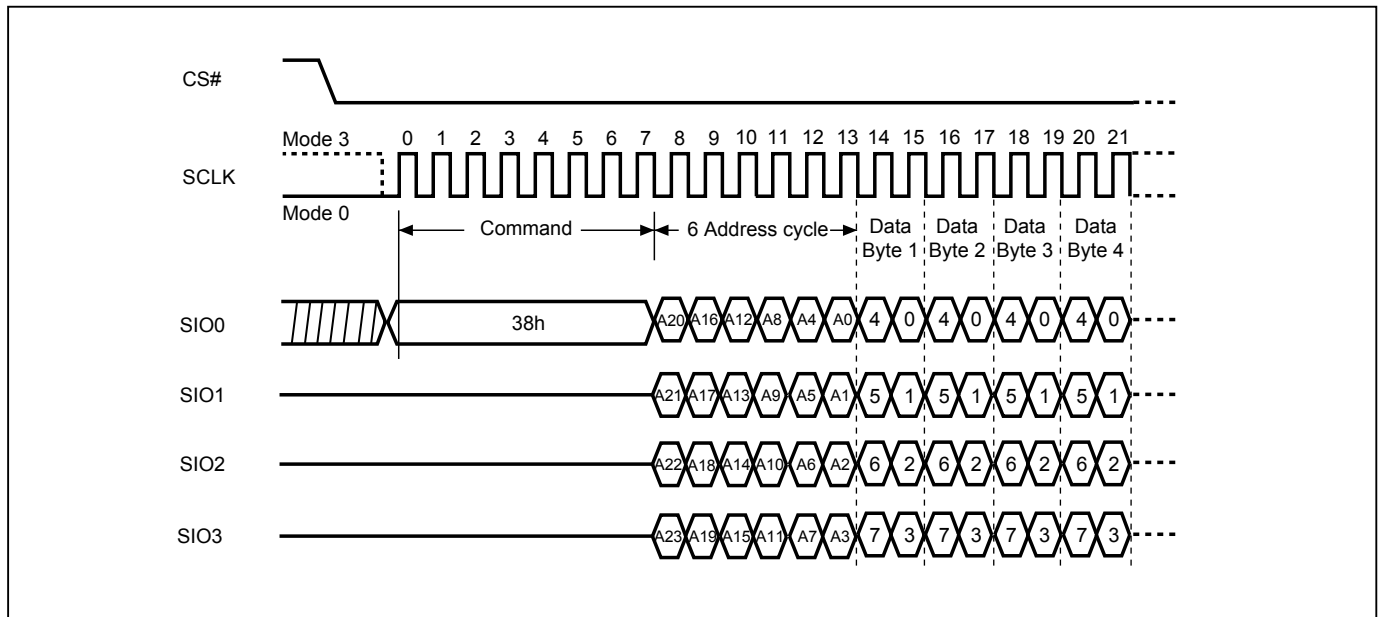 CS#
Mode 3 0 1 2 3 4 5 6 7 8 9 10 11 12 13 14 15 16 17 18 19 20 21
SCLK
Mode 0
Command 6 Address cycle Data Data Data Data
Byte 1 Byte 2 Byte 3 Byte 4
SIO0 38h A20 A16 A12 A8 A4 A0 4 0 4 0 4 0 4 0
SIO1 A21 A17 A13 A9 A5 A1 5 1 5 1 5 1 5 1
SIO2 A22 A18 A14 A10 A6 A2 6 2 6 2 6 2 6 2
SIO3 A23 A19 A15 A11 A7 A3 7 3 7 3 7 3 7 3